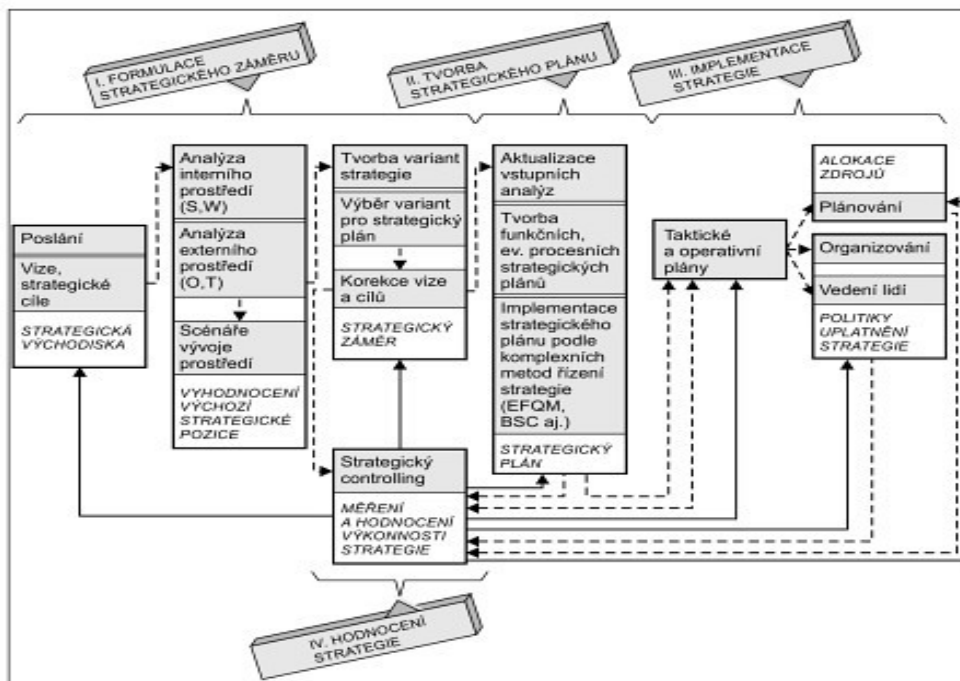 I. FORMULACE
STRATEGICKÉHO ZÁMĚRU
II. TVORBA
STRATEGICKÉHO PLÁNU
III. IMPLEMENTACE
STRATEGIE
Poslání
Vize,
strategické
cíle
STRATEGICKÁ
VÝCHODISKA
Analýza
interního
prostředí
(S,W)
Analýza
externího
prostředí
(O,T)
Scénáře
vývoje
prostředí
VYHODNOCENÍ
VÝCHOZÍ
STRATEGICKÉ
POZICE
Tvorba variant
strategie
Výběr variant
pro strategický
plán
Korekce vize
a cílů
STRATEGICKÝ
ZÁMĚR
Strategický
controlling
MĚŘENÍ
A HODNOCENÍ
VÝKONNOSTI
STRATEGIE
Aktualizace
vstupních
analýz
Tvorba
funkčních,
ev. procesních
strategických
plánů
Implementace
strategického
plánu podle
komplexních
metod řízení
strategie
(EFQM,
BSC aj.)
STRATEGICKÝ
PLÁN
Taktické
a operativní
plány
ALOKACE
ZDROJŮ
Plánování
Organizování
Vedení lidí
POLITIKY
UPLATNĚNÍ
STRATEGIE
IV. HODNOCENÍ
STRATEGIE